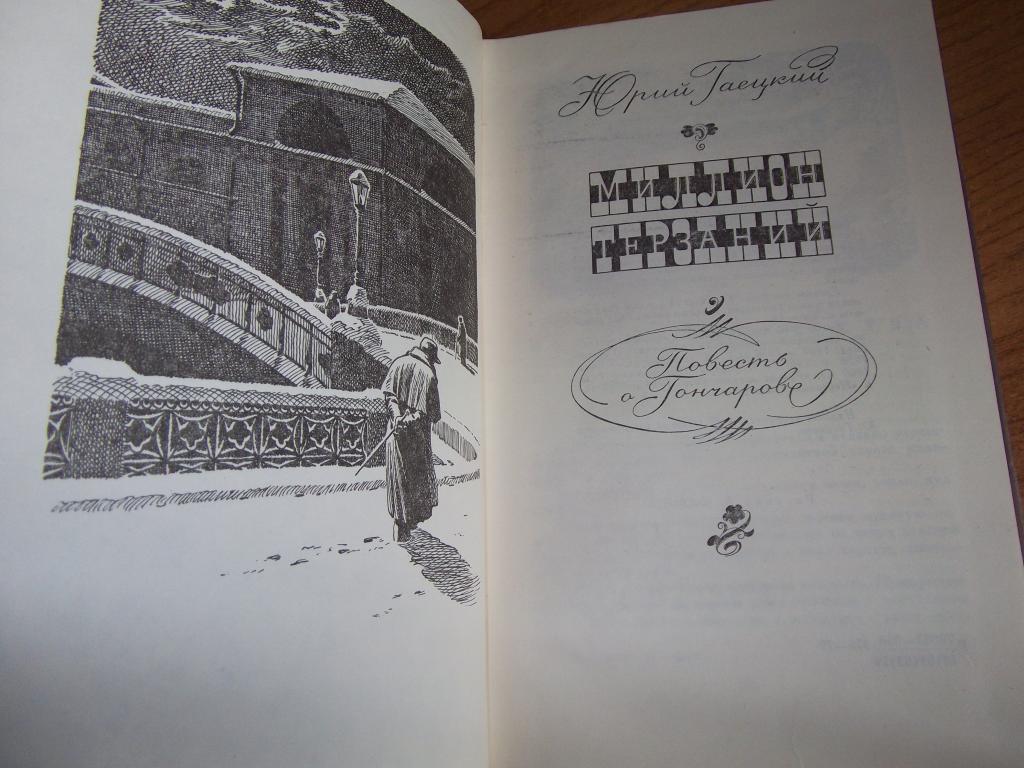 Юрий Гаецкий
МИЛЛИОН
ТЕРЗАНИЙ
Повесть
о Гончарове